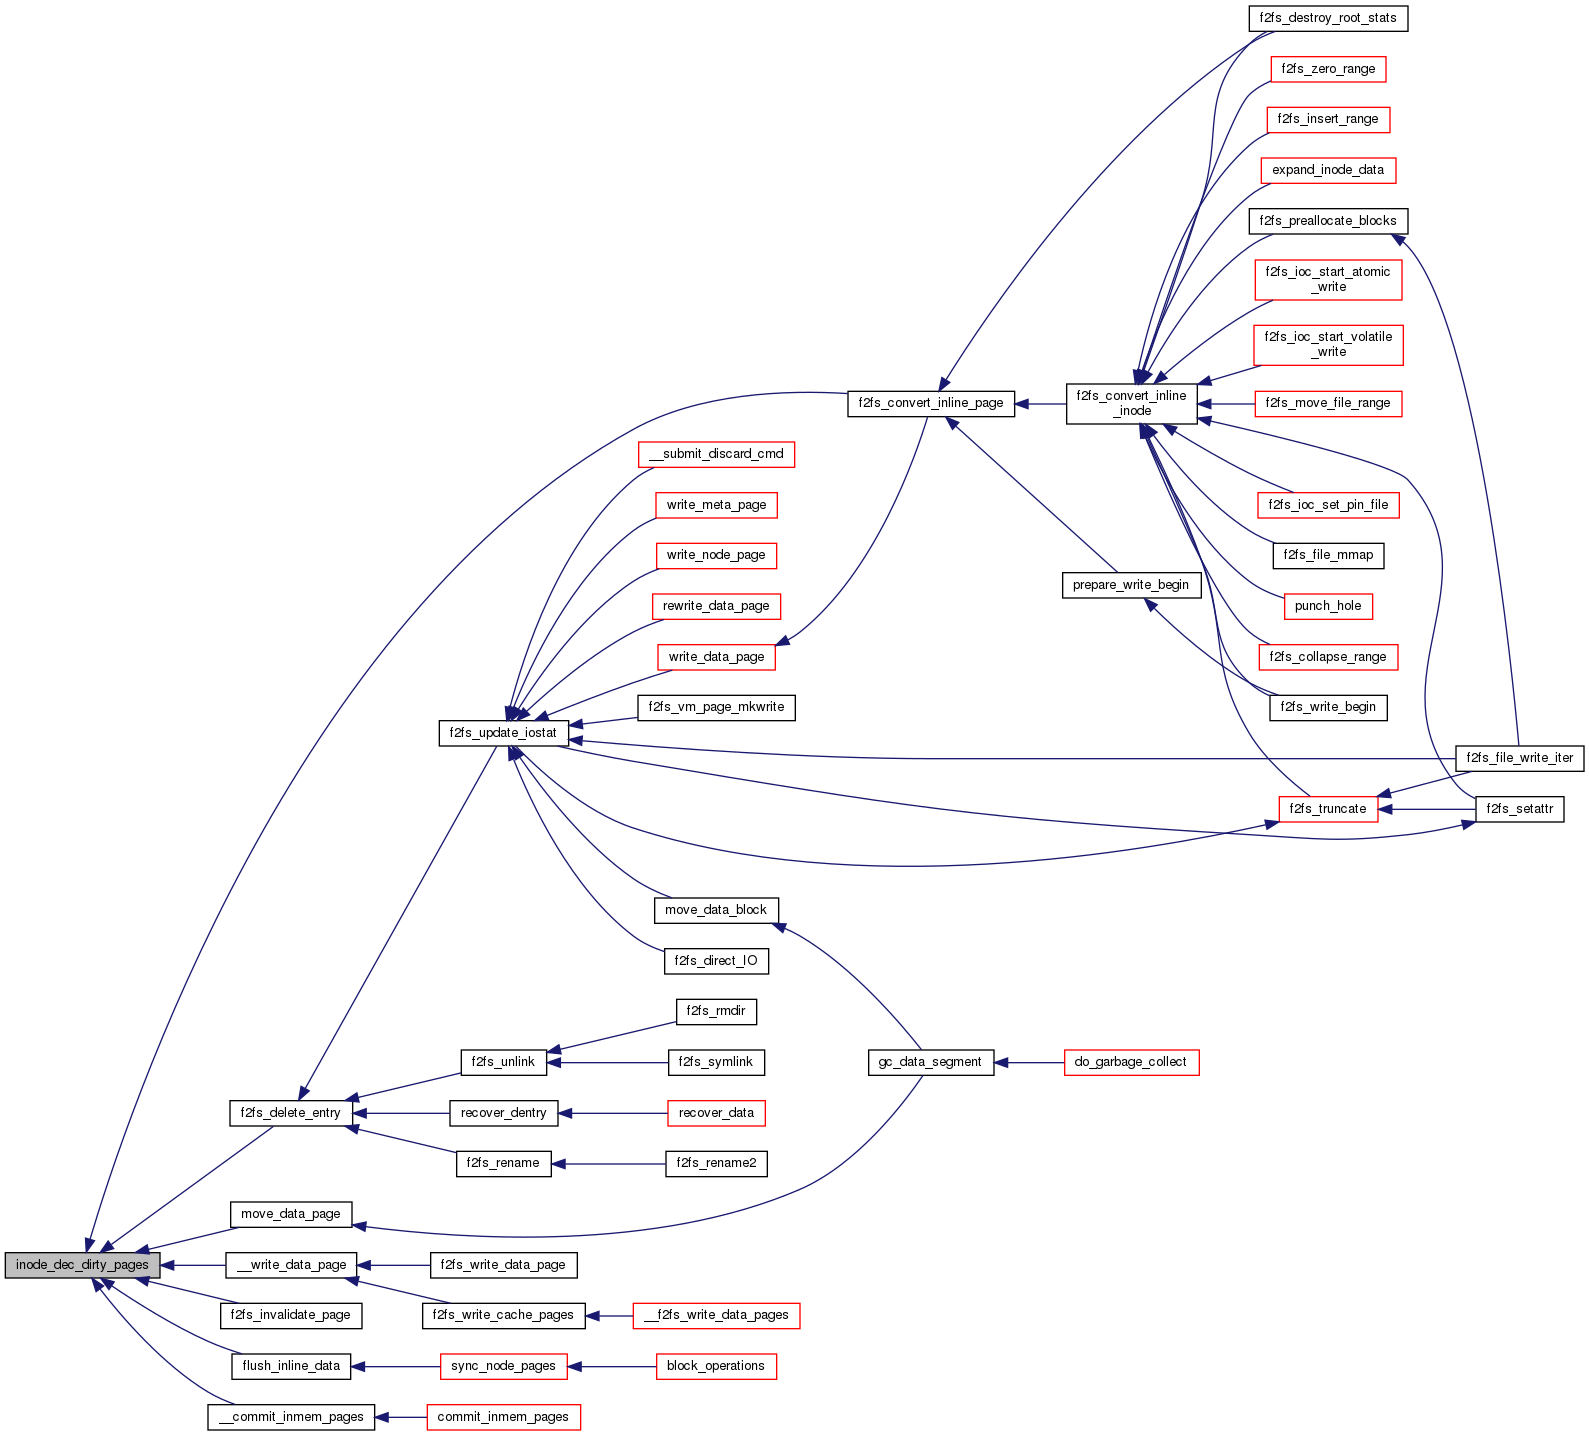 f2fs_destroy_root_stats
f2fs_zero_range
f2fs_insert_range
expand_inode_data
f2fs_preallocate_blocks
f2fs_ioc_start_atomic
_write
f2fs_ioc_start_volatile
_write
f2fs_convert_inline_page
f2fs_convert_inline
_inode
f2fs_move_file_range
__submit_discard_cmd
write_meta_page
f2fs_ioc_set_pin_file
write_node_page
f2fs_file_mmap
prepare_write_begin
rewrite_data_page
punch_hole
write_data_page
f2fs_collapse_range
f2fs_vm_page_mkwrite
f2fs_write_begin
f2fs_update_iostat
f2fs_file_write_iter
f2fs_truncate
f2fs_setattr
move_data_block
f2fs_direct_IO
f2fs_rmdir
f2fs_unlink
f2fs_symlink
gc_data_segment
do_garbage_collect
f2fs_delete_entry
recover_dentry
recover_data
f2fs_rename
f2fs_rename2
move_data_page
inode_dec_dirty_pages
__write_data_page
f2fs_write_data_page
f2fs_invalidate_page
f2fs_write_cache_pages
__f2fs_write_data_pages
flush_inline_data
sync_node_pages
block_operations
__commit_inmem_pages
commit_inmem_pages